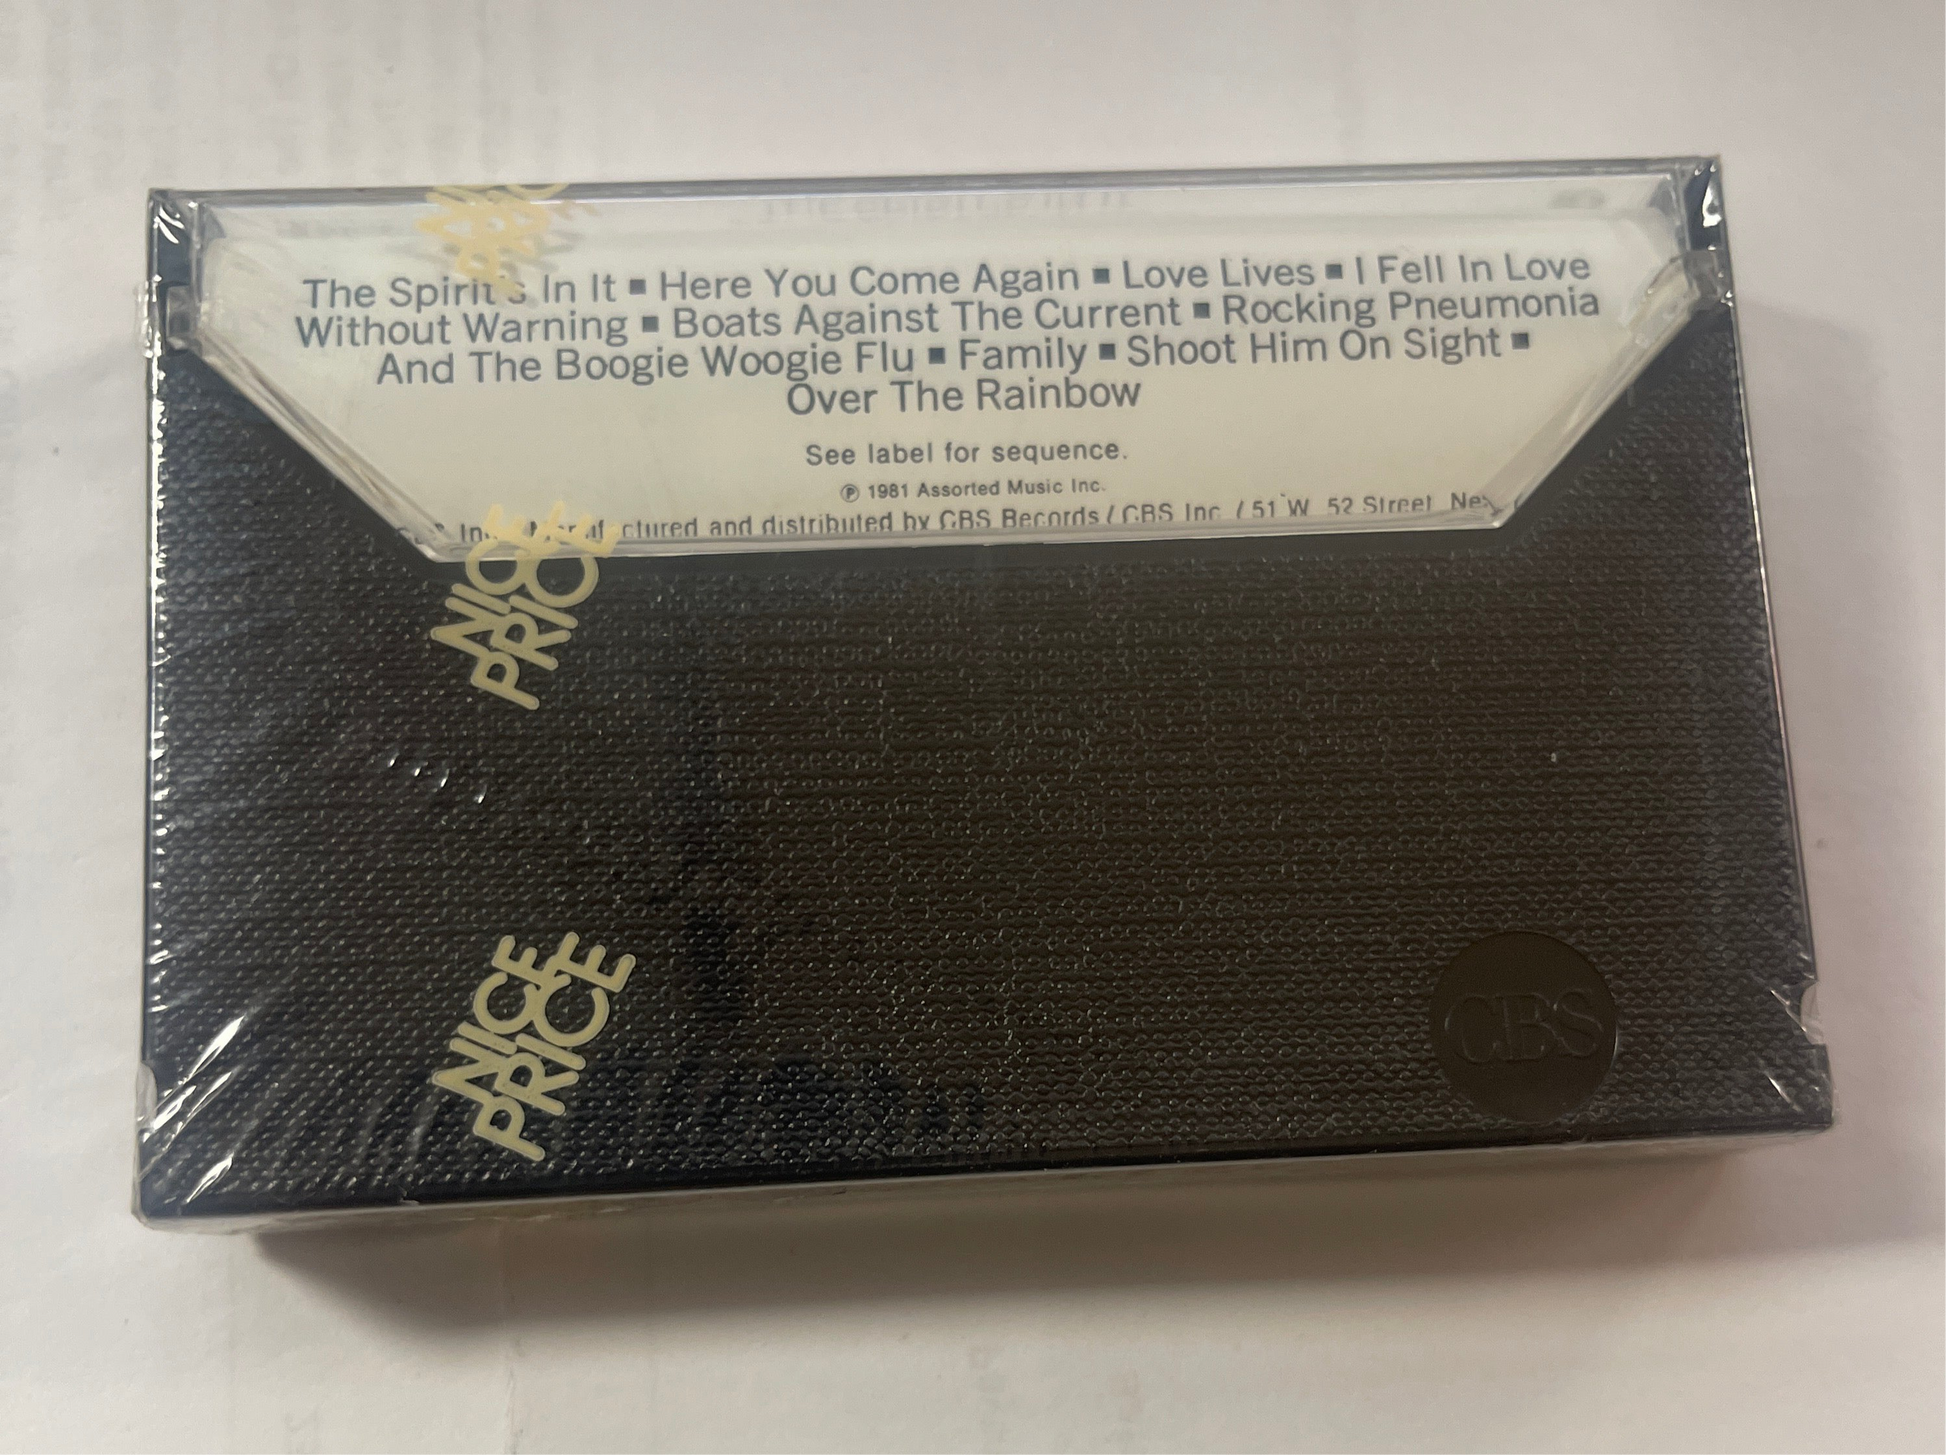 The Spirit's In It ▪ Here You Come Again ▪ Love Lives ▪ I Fell In Love
Without Warning ▪ Boats Against The Current ▪ Rocking Pneumonia
And The Boogie Woogie Flu ▪ Family ▪ Shoot Him On Sight ▪
Over The Rainbow
See label for sequence.
℗ 1981 Assorted Music Inc.
Manufactured and distributed by CBS Records / CBS Inc. / 51 W. 52 Street, New
NICE
PRICE
NICE
PRICE
CBS